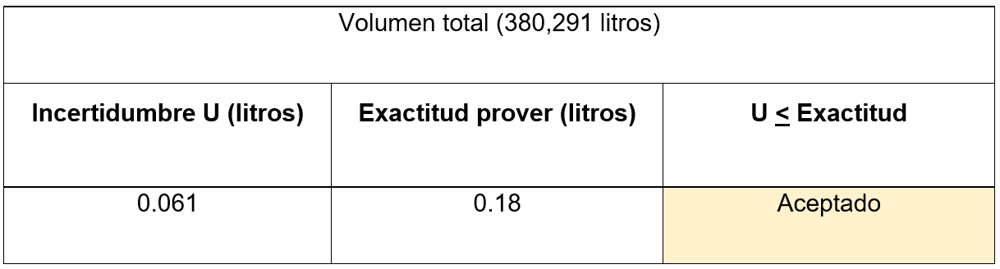 Volumen total (380,291 litros)
Incertidumbre U (litros)
Exactitud prover (litros)
U < Exactitud
0.061
0.18
Aceptado